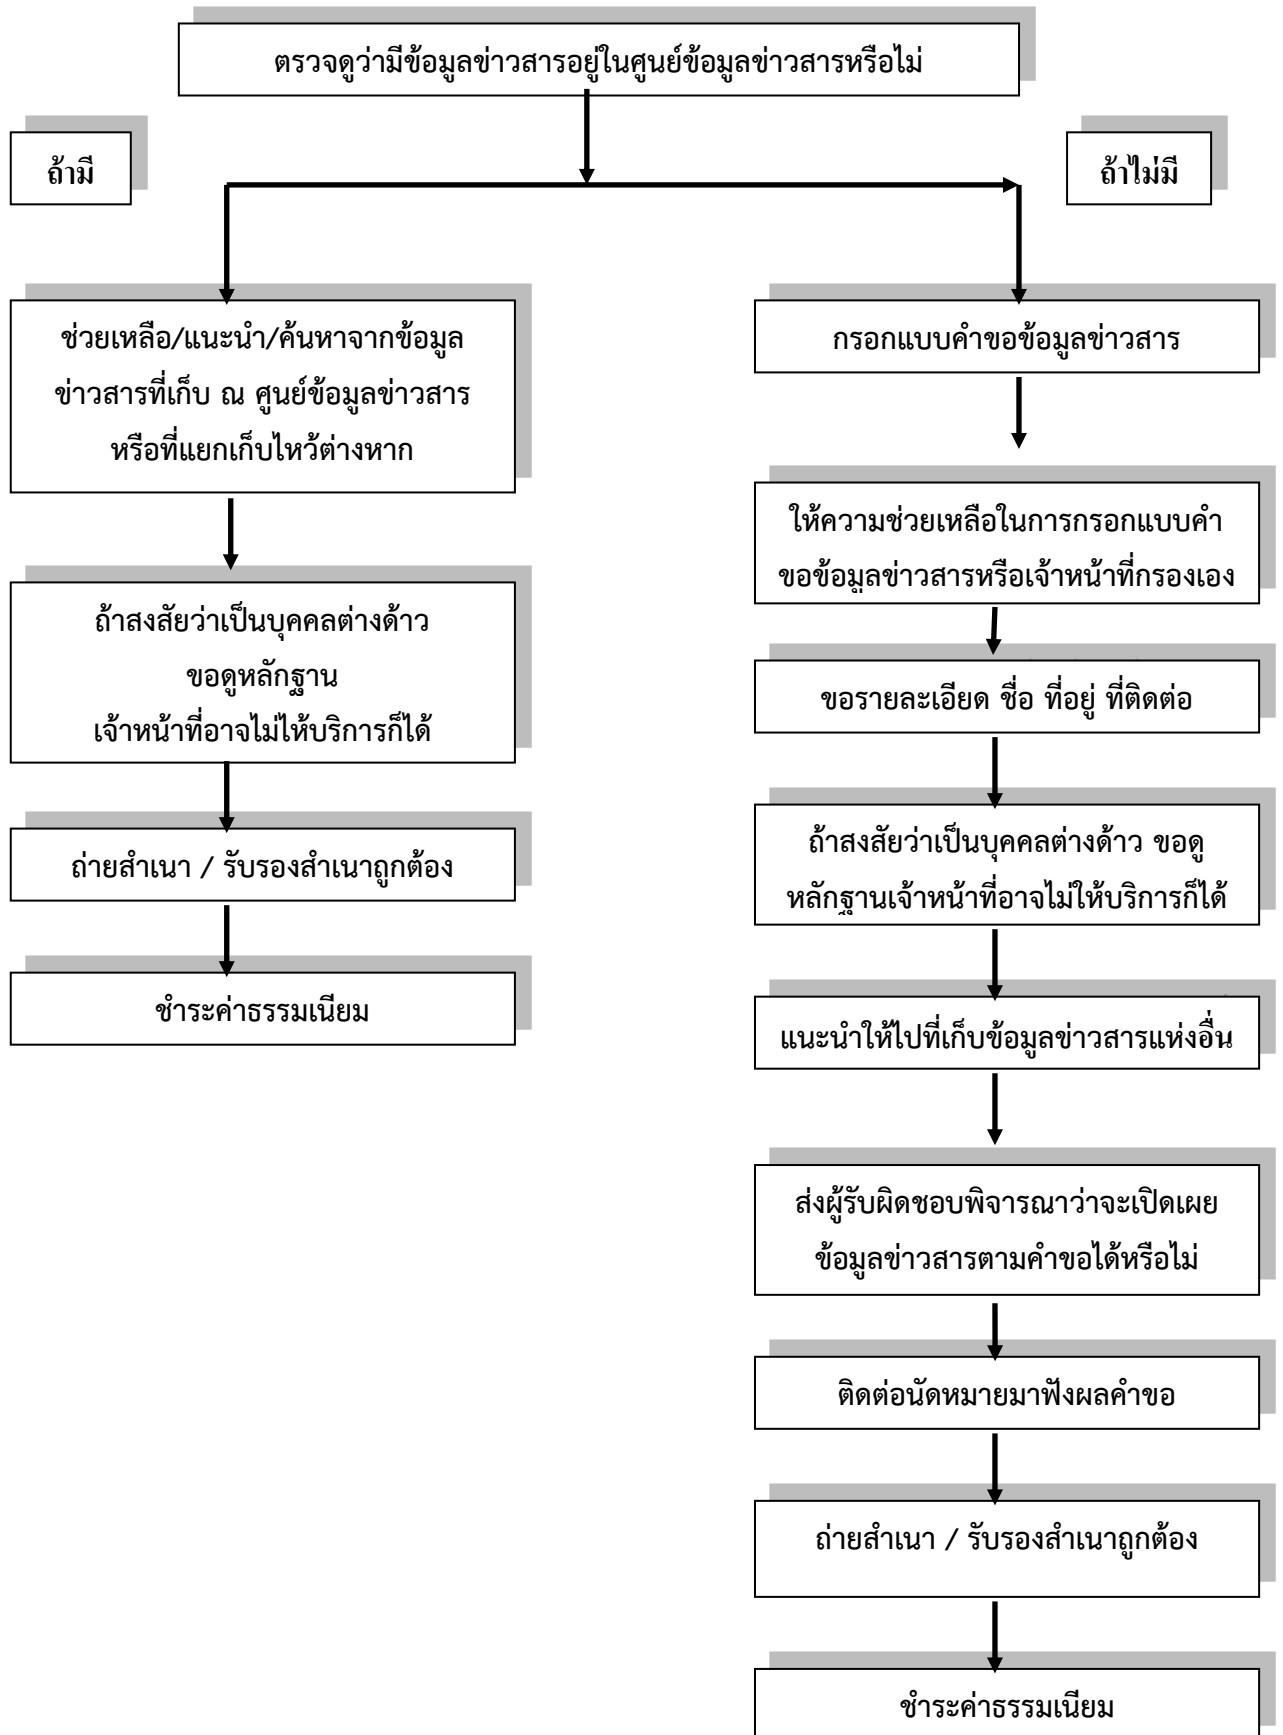 ตรวจดูว่ามีข้อมูลข่าวสารอยู่ในศูนย์ข้อมูลข่าวสารหรือไม่
ถ้ามี
ถ้าไม่มี
ช่วยเหลือ/แนะนำ/ค้นหาจากข้อมูล
ข่าวสารที่เก็บ ณ ศูนย์ข้อมูลข่าวสาร
หรือที่แยกเก็บไหว้ต่างหาก
ถ้าสงสัยว่าเป็นบุคคลต่างด้าว
ขอดูหลักฐาน
เจ้าหน้าที่อาจไม่ให้บริการก็ได้
ถ่ายสำเนา / รับรองสำเนาถูกต้อง
ชำระค่าธรรมเนียม
กรอกแบบคำขอข้อมูลข่าวสาร
ให้ความช่วยเหลือในการกรอกแบบคำ
ขอข้อมูลข่าวสารหรือเจ้าหน้าที่กรองเอง
ขอรายละเอียด ชื่อ ที่อยู่ ที่ติดต่อ
ถ้าสงสัยว่าเป็นบุคคลต่างด้าว ขอดู
หลักฐานเจ้าหน้าที่อาจไม่ให้บริการก็ได้
แนะนำให้ไปที่เก็บข้อมูลข่าวสารแห่งอื่น
ส่งผู้รับผิดชอบพิจารณาว่าจะเปิดเผย
ข้อมูลข่าวสารตามคำขอได้หรือไม่
ติดต่อนัดหมายมาฟังผลคำขอ
ถ่ายสำเนา / รับรองสำเนาถูกต้อง
ชำระค่าธรรมเนียม